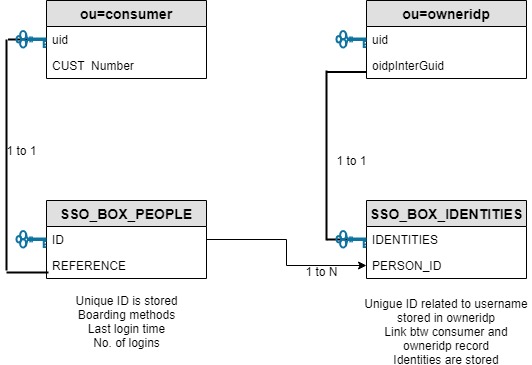 ou=consumer
uid
CUST_Number
ou=owneridp
uid
oidpInterGuid
1 to 1
1 to 1
SSO_BOX_PEOPLE
ID
REFERENCE
SSO_BOX_IDENTITIES
IDENTITIES
PERSON_ID
1 to N
Unique ID is stored
Boarding methods
Last login time
No. of logins
Unigue ID related to username
stored in owneridp
Link btw consumer and
owneridp record
Identities are stored